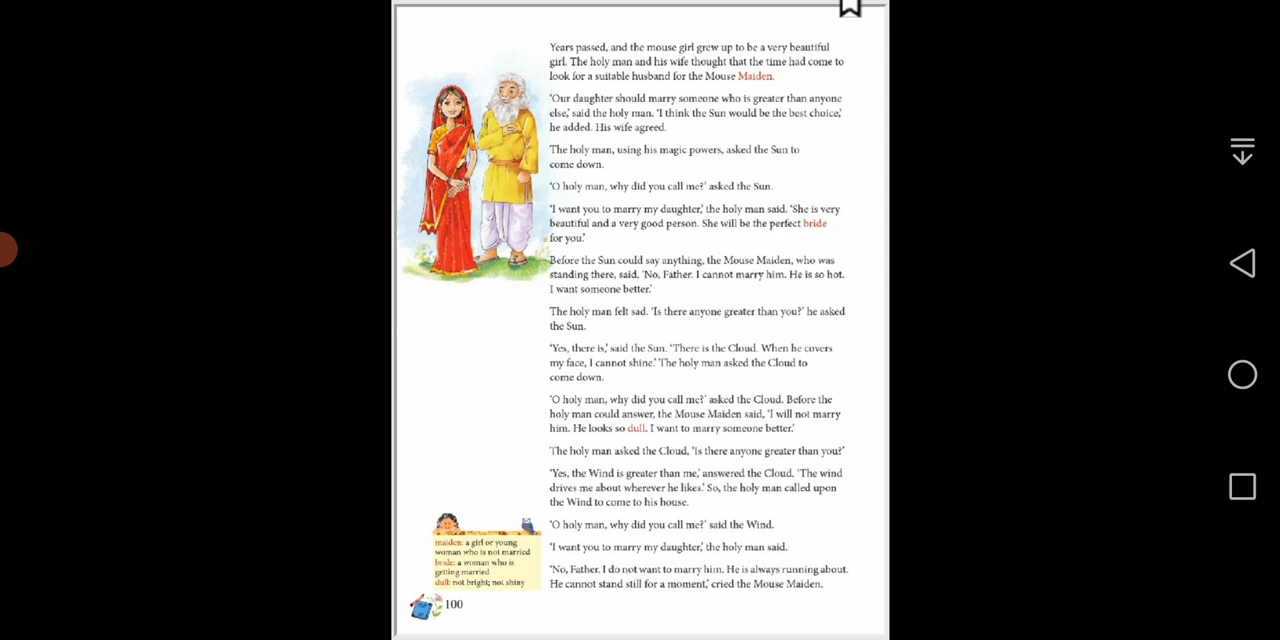 Years passed, and the mouse girl grew up to be a very beautiful
girl. The holy man and his wife thought that the time had come to
look for a suitable husband for the Mouse Maiden.
‘Our daughter should marry someone who is greater than anyone
else,’ said the holy man. ‘I think the Sun would be the best choice,’
he added. His wife agreed.
The holy man, using his magic powers, asked the Sun to
come down.
‘O holy man, why did you call me?’ asked the Sun.
‘I want you to marry my daughter,’ the holy man said. ‘She is very
beautiful and a very good person. She will be the perfect bride
for you.’
Before the Sun could say anything, the Mouse Maiden, who was
standing there, said, ‘No, Father. I cannot marry him. He is so hot.
I want someone better.’
The holy man felt sad. ‘Is there anyone greater than you?’ he asked
the Sun.
‘Yes, there is,’ said the Sun. ‘There is the Cloud. When he covers
my face, I cannot shine.’ The holy man asked the Cloud to
come down.
‘O holy man, why did you call me?’ asked the Cloud. Before the
holy man could answer, the Mouse Maiden said, ‘I will not marry
him. He looks so dull. I want to marry someone better.’
The holy man asked the Cloud, ‘Is there anyone greater than you?’
‘Yes, the Wind is greater than me,’ answered the Cloud. ‘The wind
drives me about wherever he likes.’ So, the holy man called upon
the Wind to come to his house.
‘O holy man, why did you call me?’ said the Wind.
‘I want you to marry my daughter,’ the holy man said.
‘No, Father. I do not want to marry him. He is always running about.
He cannot stand still for a moment,’ cried the Mouse Maiden.
maiden: a girl or young
woman who is not married
bride: a woman who is
getting married
dull: not bright; not shiny
100